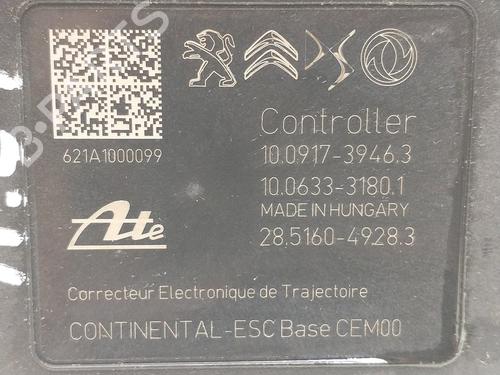 621A1000099
Controller
10.0917-3946.3
10.0633-3180.1
MADE IN HUNGARY
28.5160-4928.3
Ate
Correcteur Electronique de Trajectoire
CONTINENTAL-ESC Base CEM00